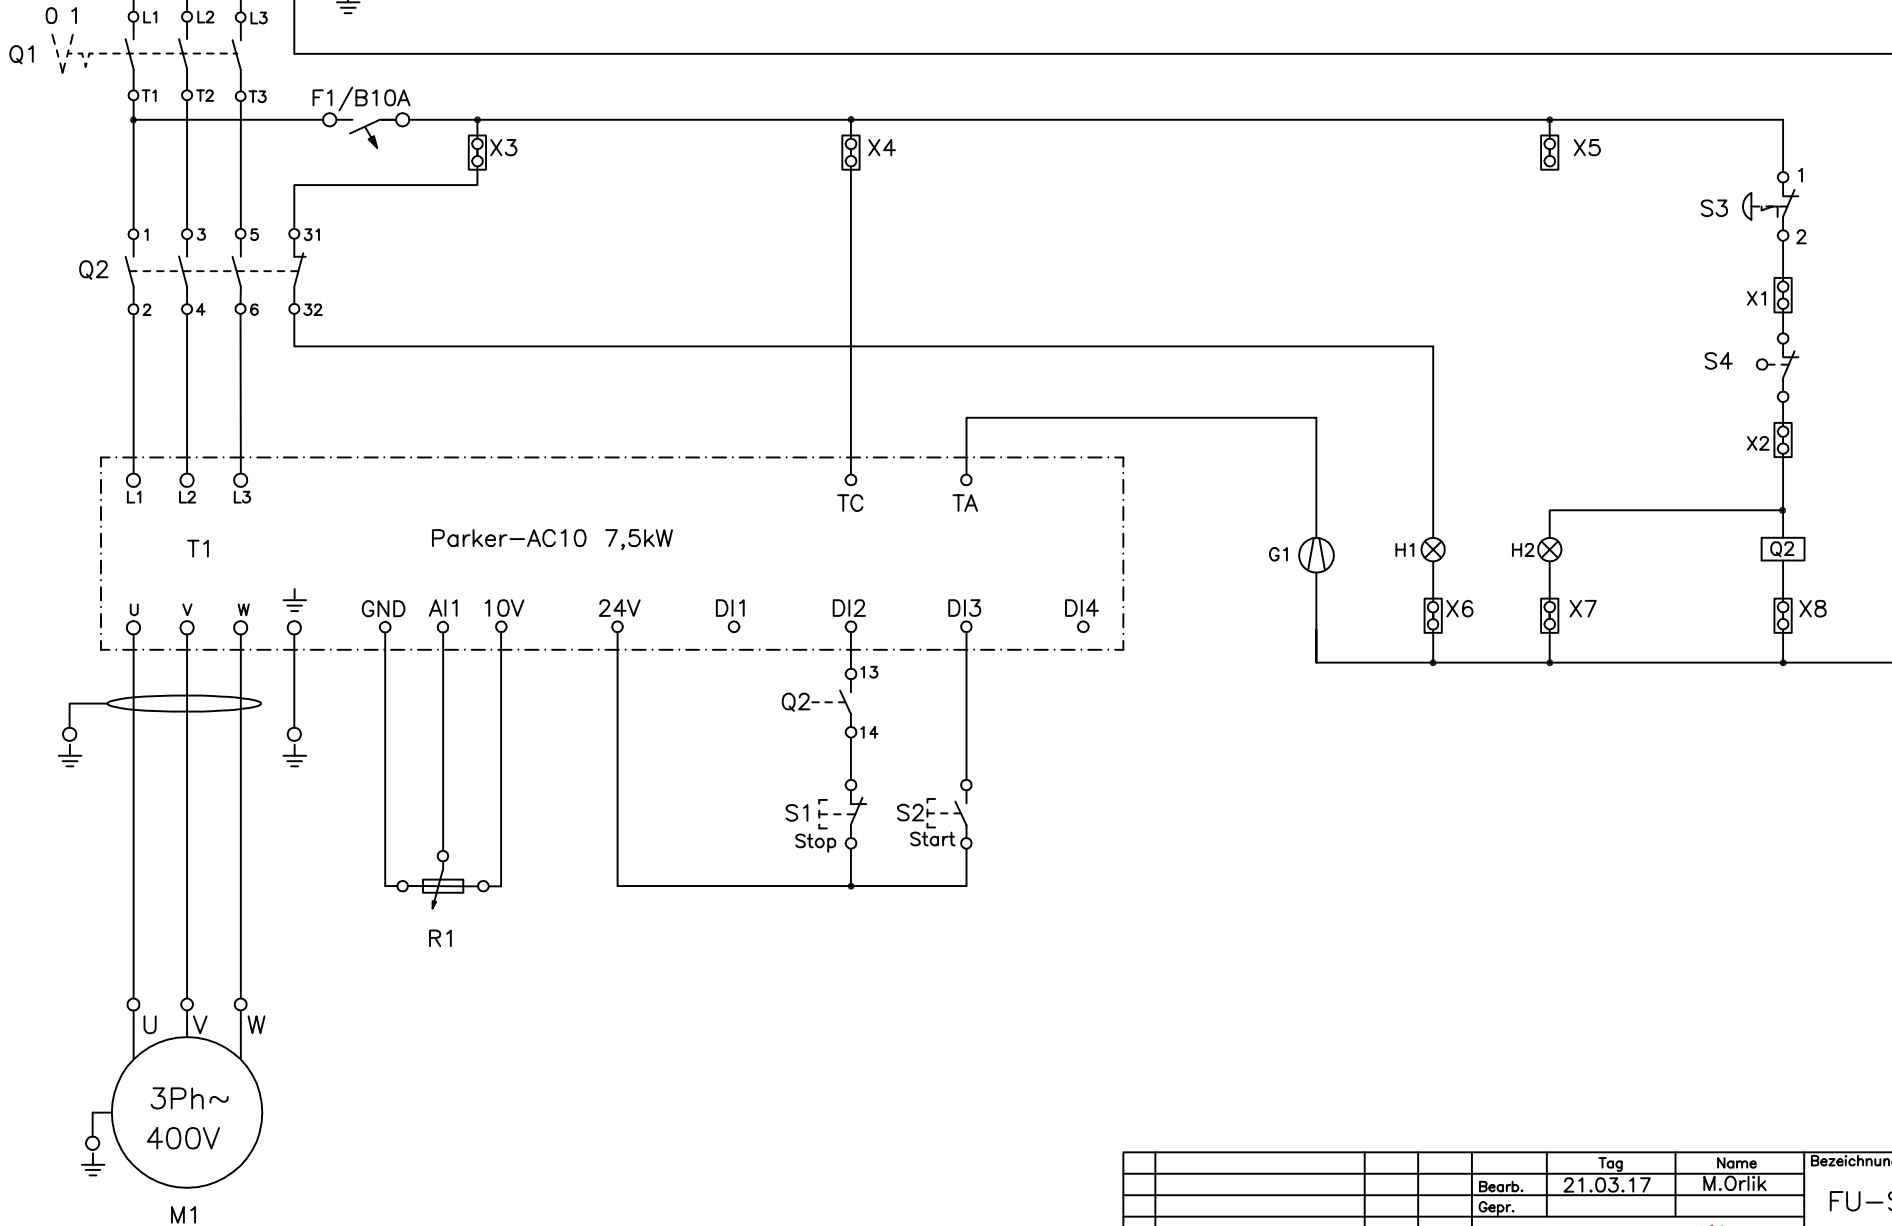 0 1
L1 L2 L3
Q1
T1 T2 T3
F1/B10A
X3 X4 X5
1
S3
2
1 3 5 31
Q2
2 4 6 32
X1
S4
X2
L1 L2 L3 TC TA
T1 Parker-AC10 7,5kW
G1 H1 H2 Q2
U V W GND AI1 10V 24V DI1 DI2 DI3 DI4
X6 X7 X8
13
Q2
14
S1 S2
Stop Start
R1
U V W
3Ph~
400V
M1
Tag Name Bezeichnung
Bearb. 21.03.17 M.Orlik
Gepr.
FU-S